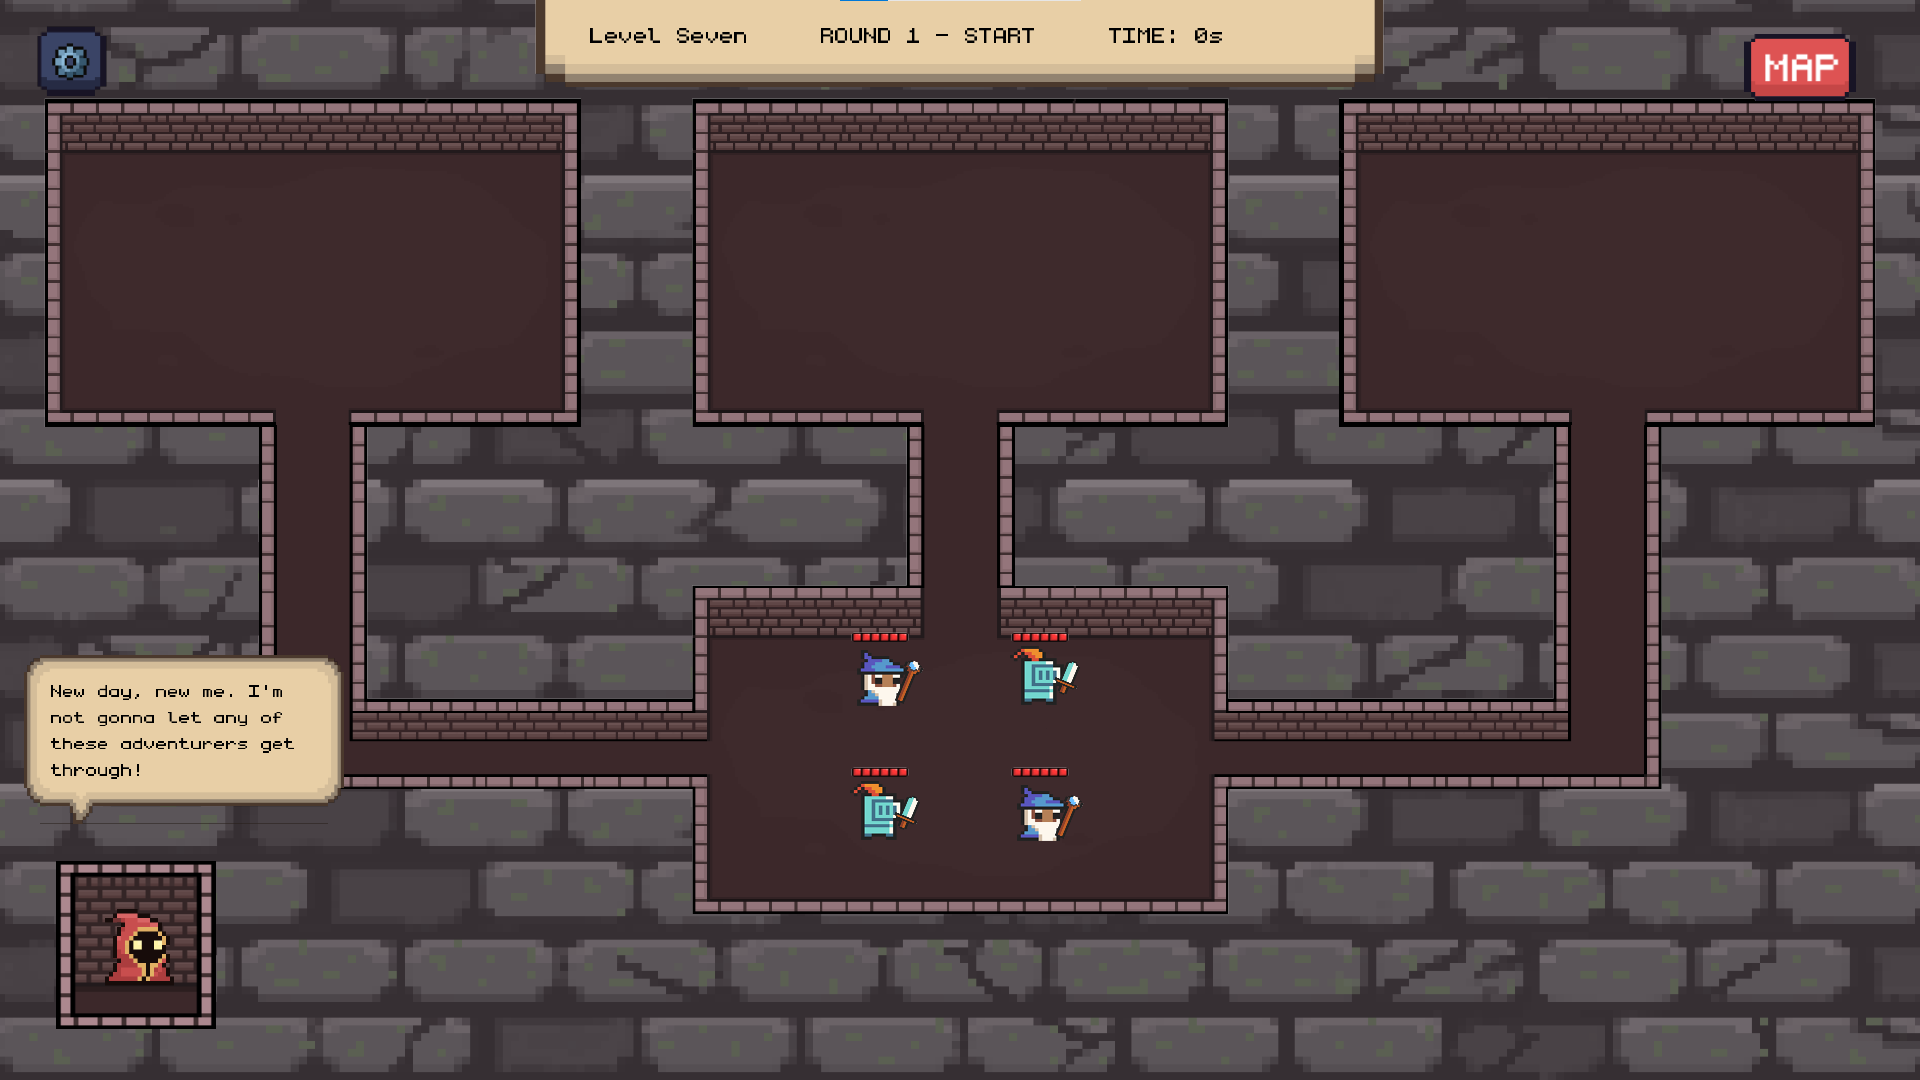 Level Seven ROUND 1 - START TIME: 0s
MAP
New day, new me. I'm
not gonna let any of
these adventurers get
through!